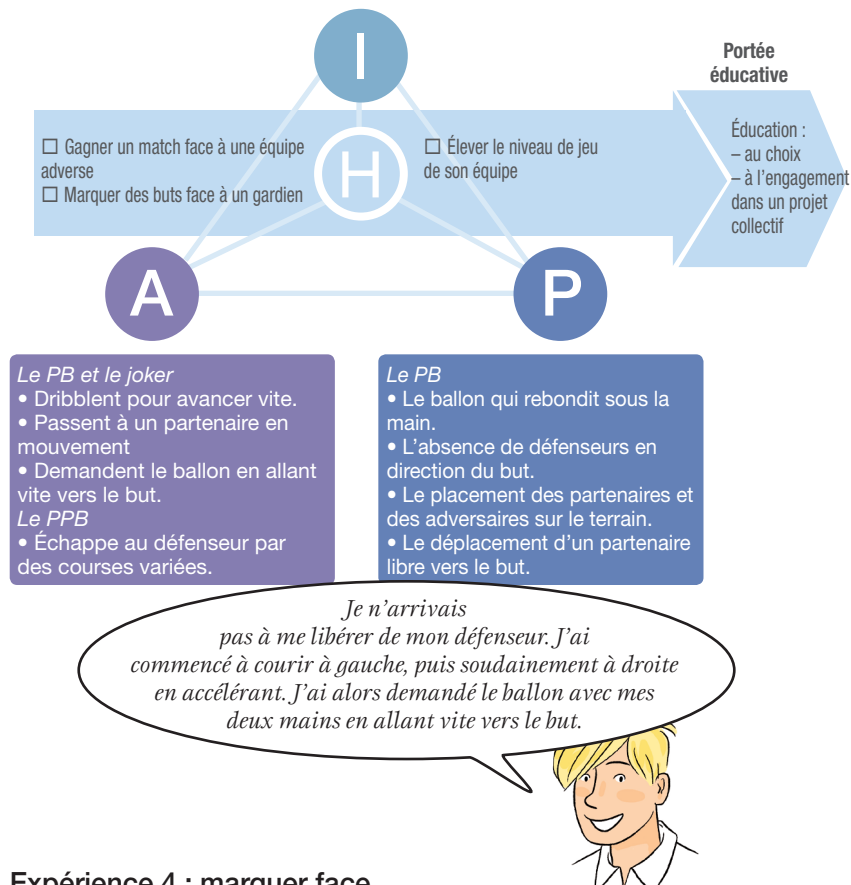 I
Portée
éducative
☐ Gagner un match face à une équipe
adverse
☐ Marquer des buts face à un gardien
H
☐ Élever le niveau de jeu
de son équipe
Éducation :
– au choix
– à l'engagement
dans un projet
collectif
A
P
Le PB et le joker
• Dribblent pour avancer vite.
• Passent à un partenaire en
mouvement
• Demandent le ballon en allant
vite vers le but.
Le PPB
• Échappe au défenseur par
des courses variées.
Le PB
• Le ballon qui rebondit sous la
main.
• L'absence de défenseurs en
direction du but.
• Le placement des partenaires et
des adversaires sur le terrain.
• Le déplacement d'un partenaire
libre vers le but.
Je n'arrivais
pas à me libérer de mon défenseur. J'ai
commencé à courir à gauche, puis soudainement à droite
en accélérant. J'ai alors demandé le ballon avec mes
deux mains en allant vite vers le but.
Expérience 4 : marquer face